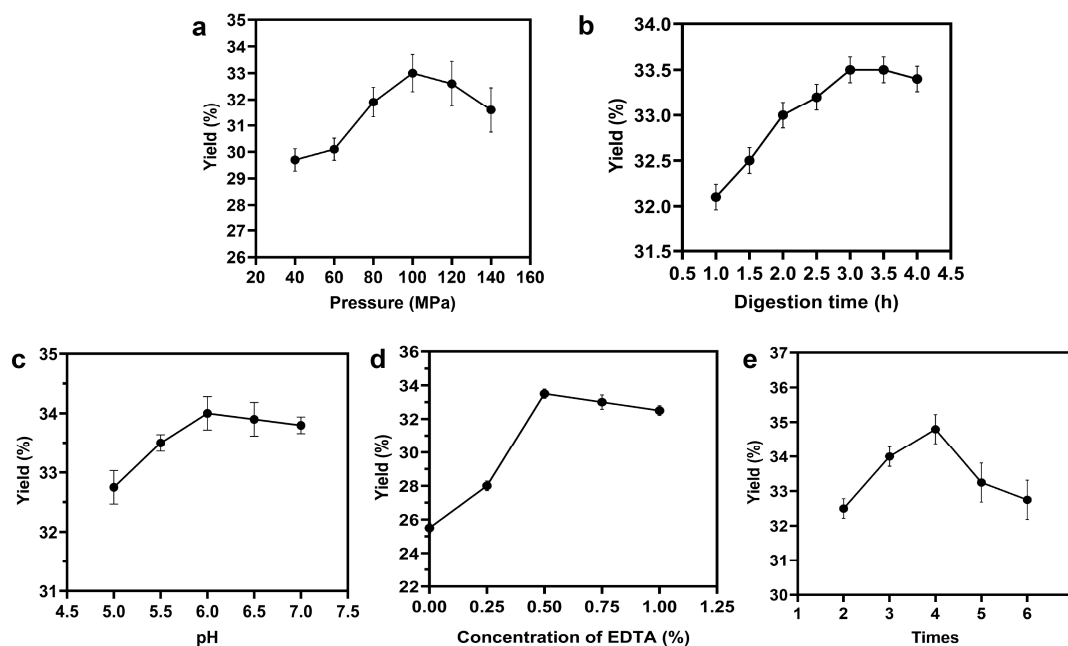 a
Yield (%)
35
34
33
32
31
30
29
28
27
26
20 40 60 80 100 120 140 160
Pressure (MPa)
b
Yield (%)
34.0
33.5
33.0
32.5
32.0
31.5
0.5 1.0 1.5 2.0 2.5 3.0 3.5 4.0 4.5
Digestion time (h)
c
Yield (%)
35
34
33
32
31
4.5 5.0 5.5 6.0 6.5 7.0 7.5
pH
d
Yield (%)
36
34
32
30
28
26
24
22
0.00 0.25 0.50 0.75 1.00 1.25
Concentration of EDTA (%)
e
Yield (%)
37
36
35
34
33
32
31
30
1 2 3 4 5 6
Times